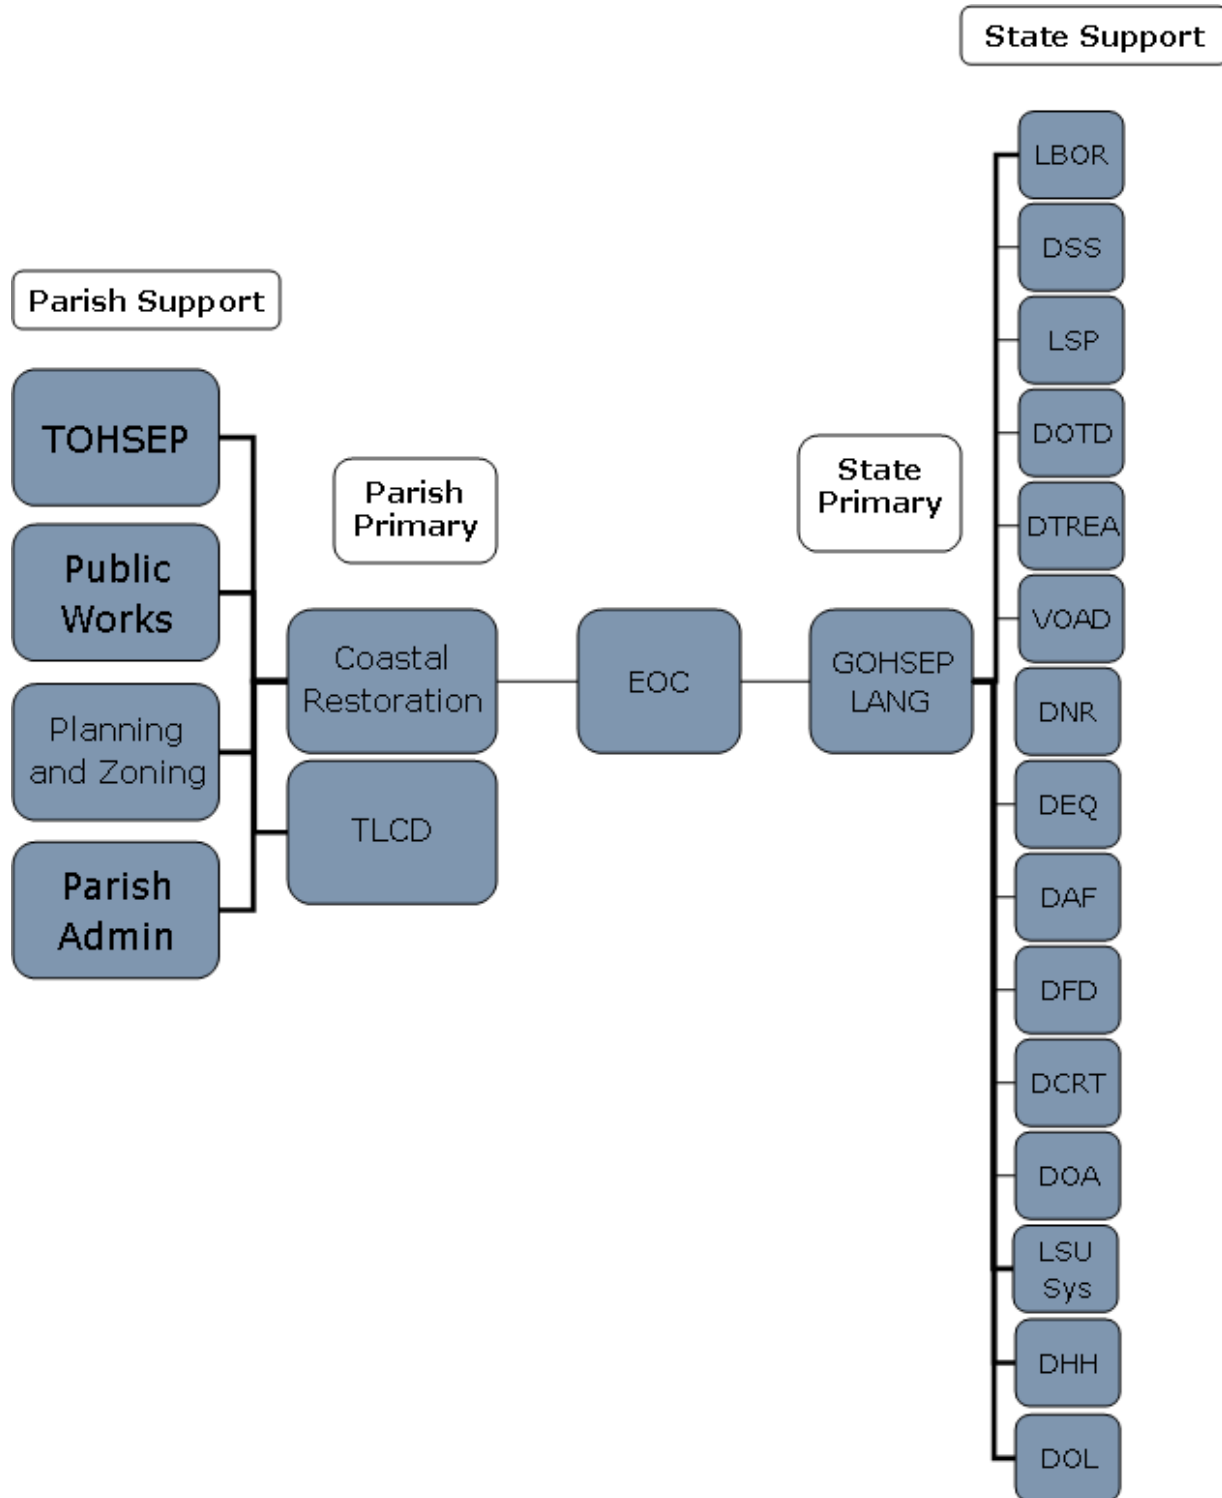 State Support
LBOR
DSS
LSP
DOTD
DTREA
VOAD
DNR
DEQ
DAF
DFD
DCRT
DOA
LSU
Sys
DHH
DOL
Parish Support
TOHSEP
Public
Works
Planning
and Zoning
Parish
Admin
Parish
Primary
Coastal
Restoration
TLCD
EOC
State
Primary
GOHSEP
LANG